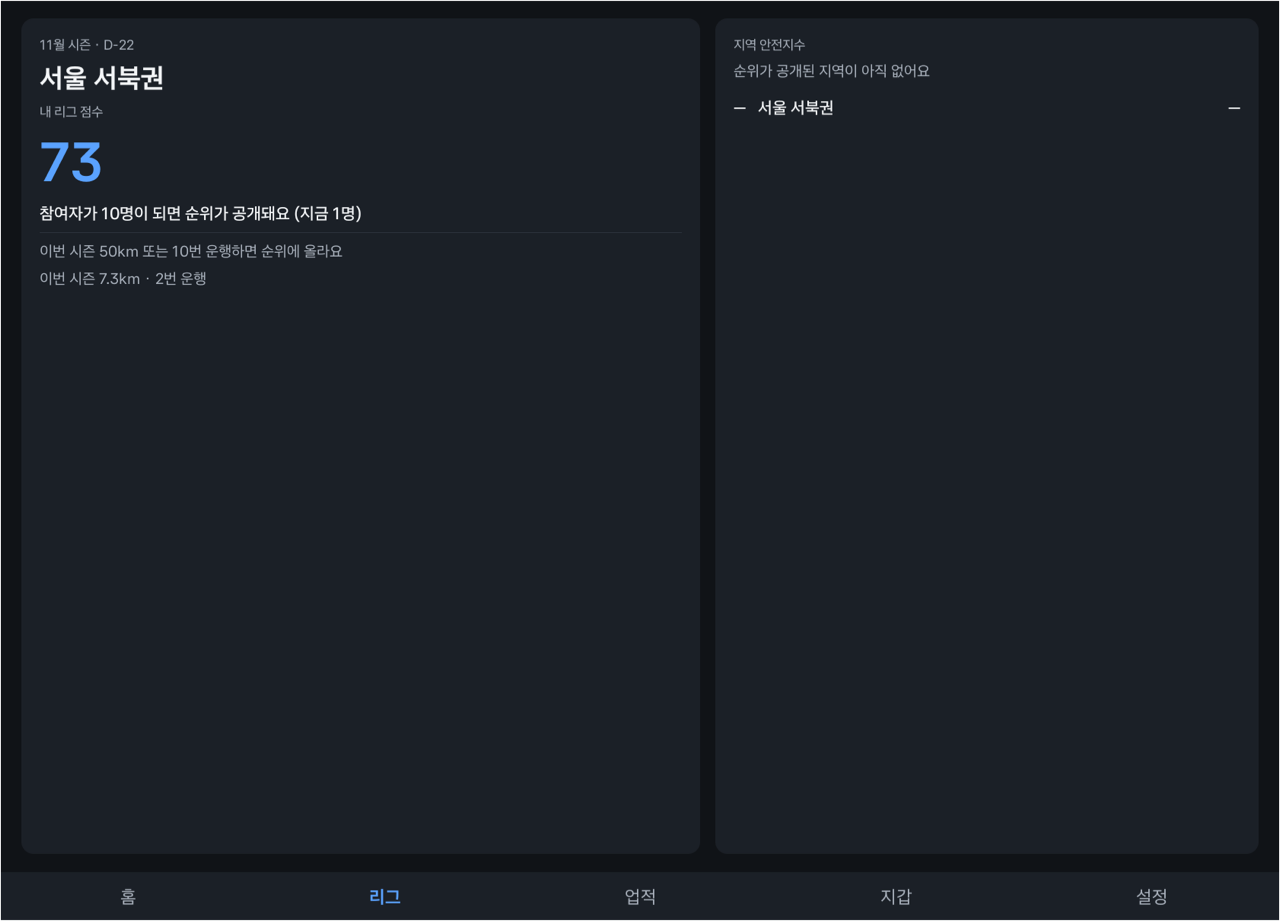 11월 시즌 · D-22
서울 서북권
내 리그 점수
73
참여자가 10명이 되면 순위가 공개돼요 (지금 1명)
이번 시즌 50km 또는 10번 운행하면 순위에 올라요
이번 시즌 7.3km · 2번 운행
지역 안전지수
순위가 공개된 지역이 아직 없어요
– 서울 서북권 –
홈 리그 업적 지갑 설정